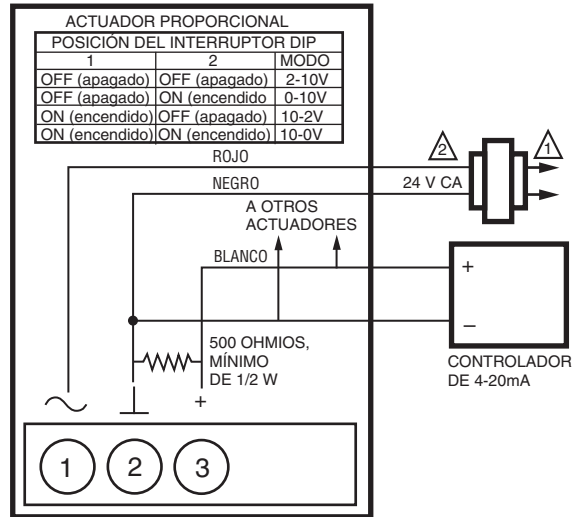 ACTUADOR PROPORCIONAL
POSICIÓN DEL INTERRUPTOR DIP
1 2 MODO
OFF (apagado) OFF (apagado) 2-10V
OFF (apagado) ON (encendido 0-10V
ON (encendido) OFF (apagado) 10-2V
ON (encendido) ON (encendido) 10-0V
ROJO
2
1
NEGRO
24 V CA
A OTROS
ACTUADORES
BLANCO
+
–
500 OHMIOS,
MÍNIMO
DE 1/2 W
+
CONTROLADOR
DE 4-20mA
1 2 3